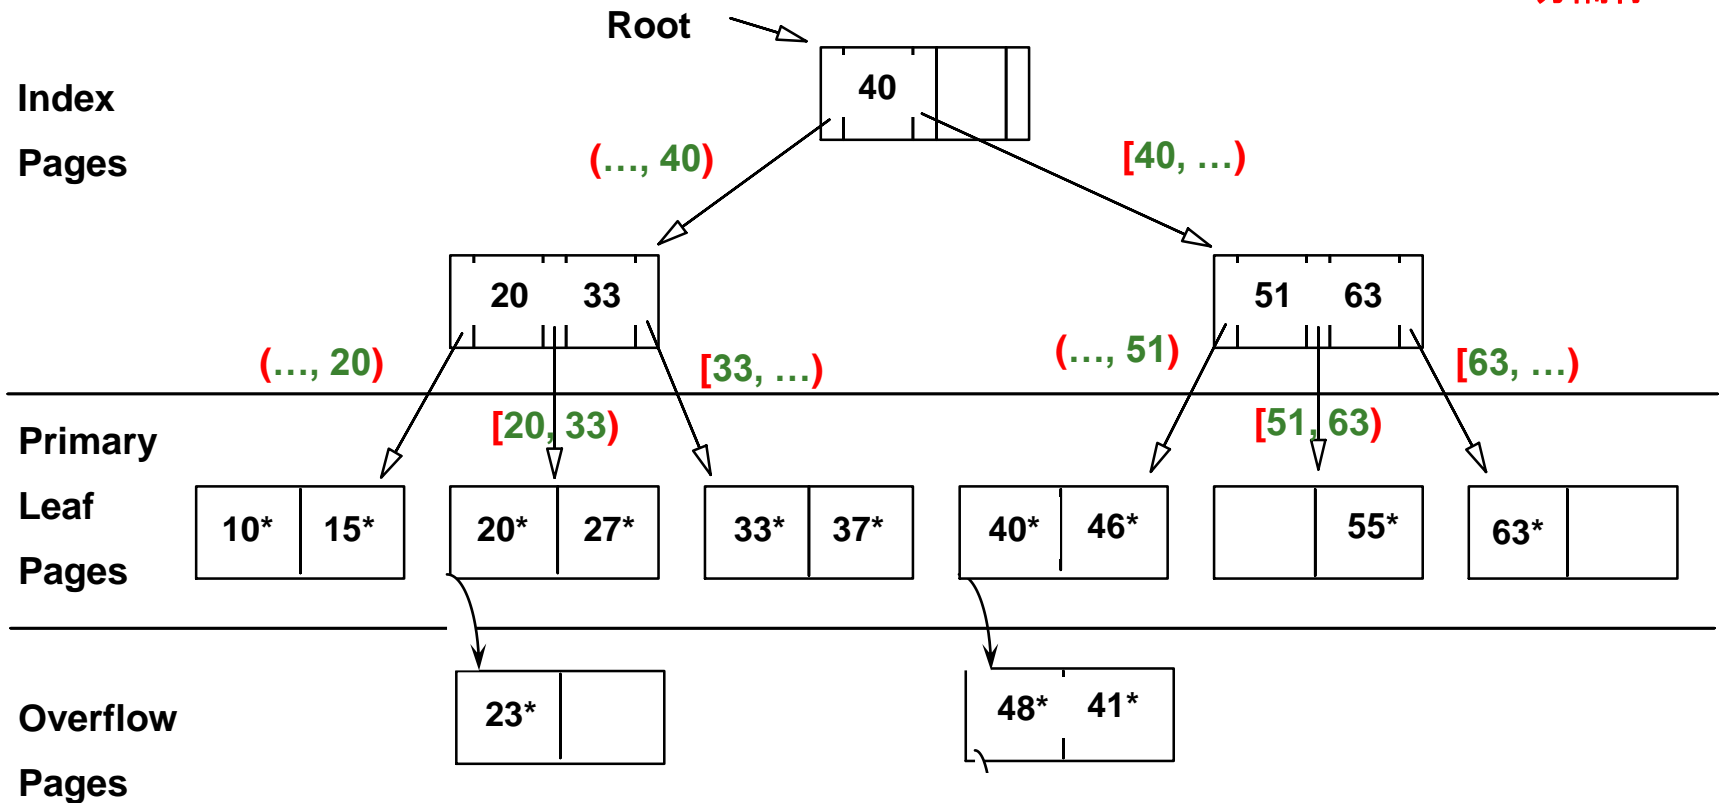 Root
40
Index
Pages
(…, 40)
[40, …)
20 33
51 63
(…, 20)
[33, …)
(…, 51)
[63, …)
[20, 33)
[51, 63)
Primary
Leaf
Pages
10* 15*
20* 27*
33* 37*
40* 46*
55*
63*
Overflow
Pages
23*
48* 41*